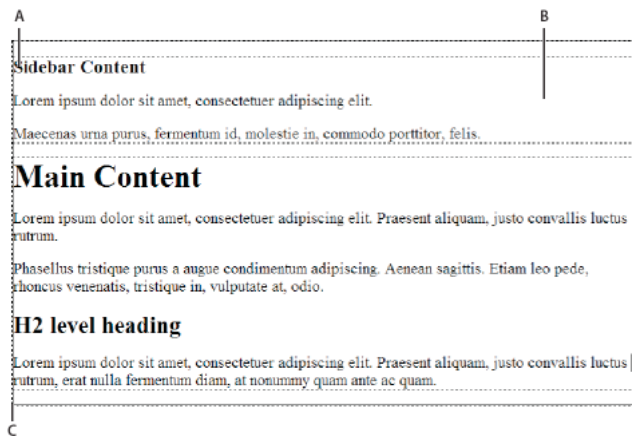 A
B
Sidebar Content
Lorem ipsum dolor sit amet, consectetuer adipiscing elit.
Maecenas urna purus, fermentum id, molestie in, commodo porttitor, felis.
Main Content
Lorem ipsum dolor sit amet, consectetuer adipiscing elit. Praesent aliquam, justo convallis luctus
rutrum.
Phasellus tristique purus a augue condimentum adipiscing. Aenean sagittis. Etiam leo pede,
rhoncus venenatis, tristique in, vulputate at, odio.
H2 level heading
Lorem ipsum dolor sit amet, consectetuer adipiscing elit. Praesent aliquam, justo convallis luctus
rutrum, erat nulla fermentum diam, at nonummy quam ante ac quam.
C